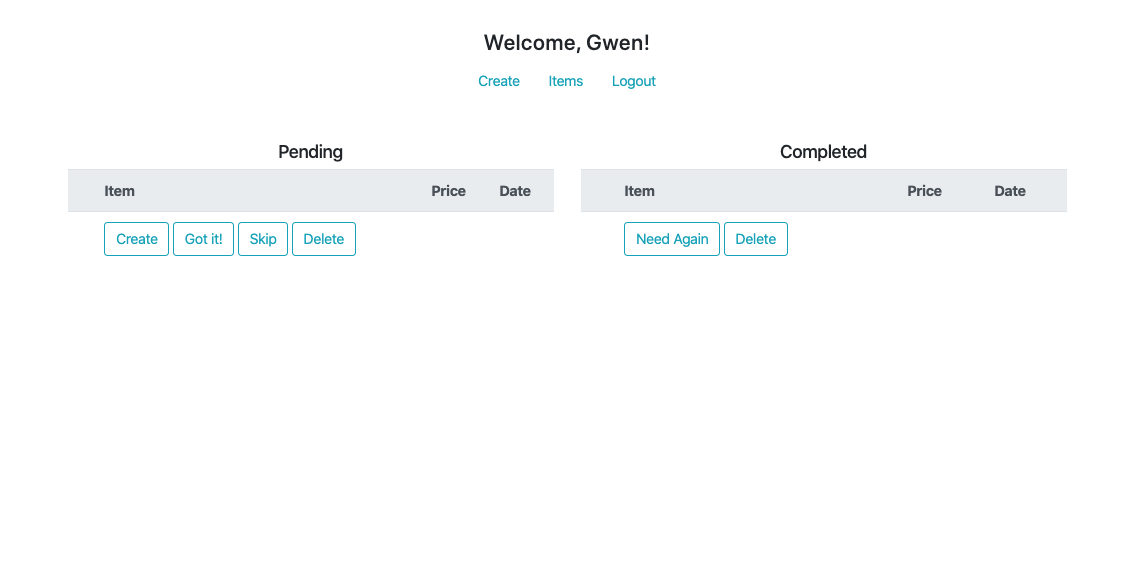 Welcome, Gwen!
Create Items Logout
Pending
Item Price Date
Create Got it! Skip Delete
Completed
Item Price Date
Need Again Delete